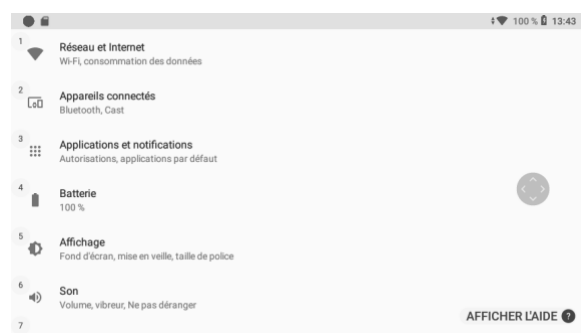 100 % 13:43
1
Réseau et Internet
Wi-Fi, consommation des données
2
Appareils connectés
Bluetooth, Cast
3
Applications et notifications
Autorisations, applications par défaut
4
Batterie
100 %
5
Affichage
Fond d'écran, mise en veille, taille de police
6
Son
Volume, vibreur, Ne pas déranger
7
AFFICHER L'AIDE ?